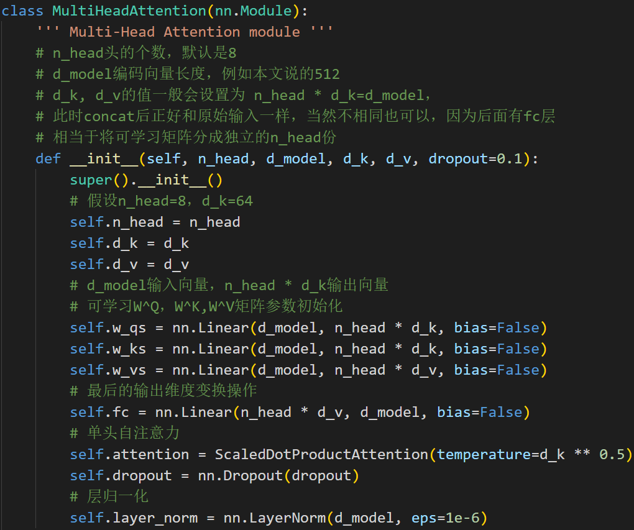 class MultiHeadAttention(nn.Module):
    ''' Multi-Head Attention module '''
    # n_head头的个数，默认是8
    # d_model编码向量长度，例如本文说的512
    # d_k, d_v的值一般会设置为 n_head * d_k=d_model，
    # 此时concat后正好和原始输入一样，当然不相同也可以，因为后面有fc层
    # 相当于将可学习矩阵分成独立的n_head份
    def __init__(self, n_head, d_model, d_k, d_v, dropout=0.1):
        super().__init__()
        # 假设n_head=8，d_k=64
        self.n_head = n_head
        self.d_k = d_k
        self.d_v = d_v
        # d_model输入向量，n_head * d_k输出向量
        # 可学习W^Q，W^K,W^V矩阵参数初始化
        self.w_qs = nn.Linear(d_model, n_head * d_k, bias=False)
        self.w_ks = nn.Linear(d_model, n_head * d_k, bias=False)
        self.w_vs = nn.Linear(d_model, n_head * d_v, bias=False)
        # 最后的输出维度变换操作
        self.fc = nn.Linear(n_head * d_v, d_model, bias=False)
        # 单头自注意力
        self.attention = ScaledDotProductAttention(temperature=d_k ** 0.5)
        self.dropout = nn.Dropout(dropout)
        # 层归一化
        self.layer_norm = nn.LayerNorm(d_model, eps=1e-6)